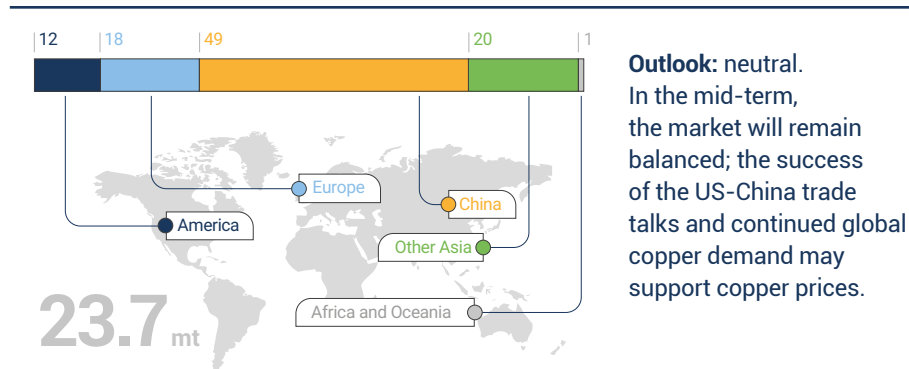 12 18 49 20 1
Outlook: neutral.
In the mid-term,
the market will remain
balanced; the success
of the US-China trade
talks and continued global
copper demand may
support copper prices.
Europe
China
America
Other Asia
Africa and Oceania
23.7 mt